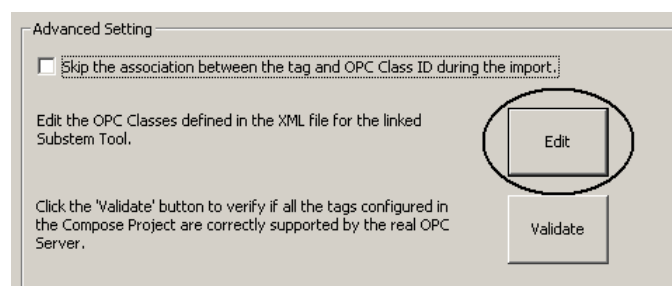 Advanced Setting
Skip the association between the tag and OPC Class ID during the import.
Edit the OPC Classes defined in the XML file for the linked
Substem Tool.
Edit
Click the 'Validate' button to verify if all the tags configured in
the Compose Project are correctly supported by the real OPC
Server.
Validate